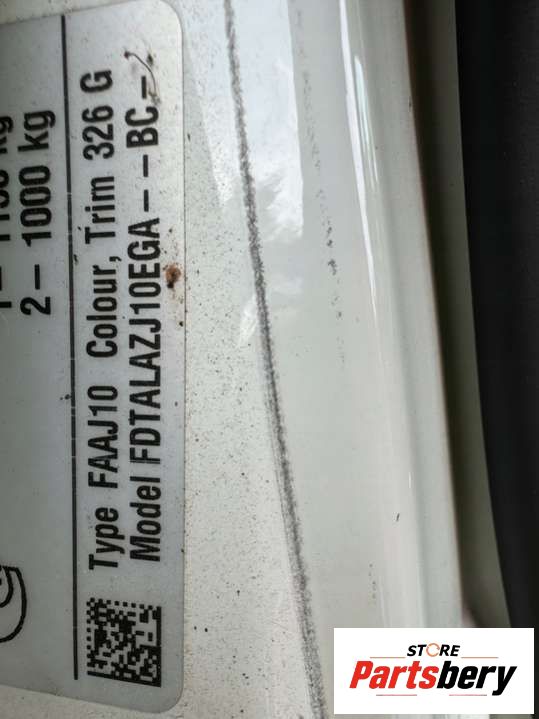 2– 1000 kg
Type FAAJ10 Colour, Trim 326 G
Model FDTALAZJ10EGA – – BC –
STORE
Partsbery